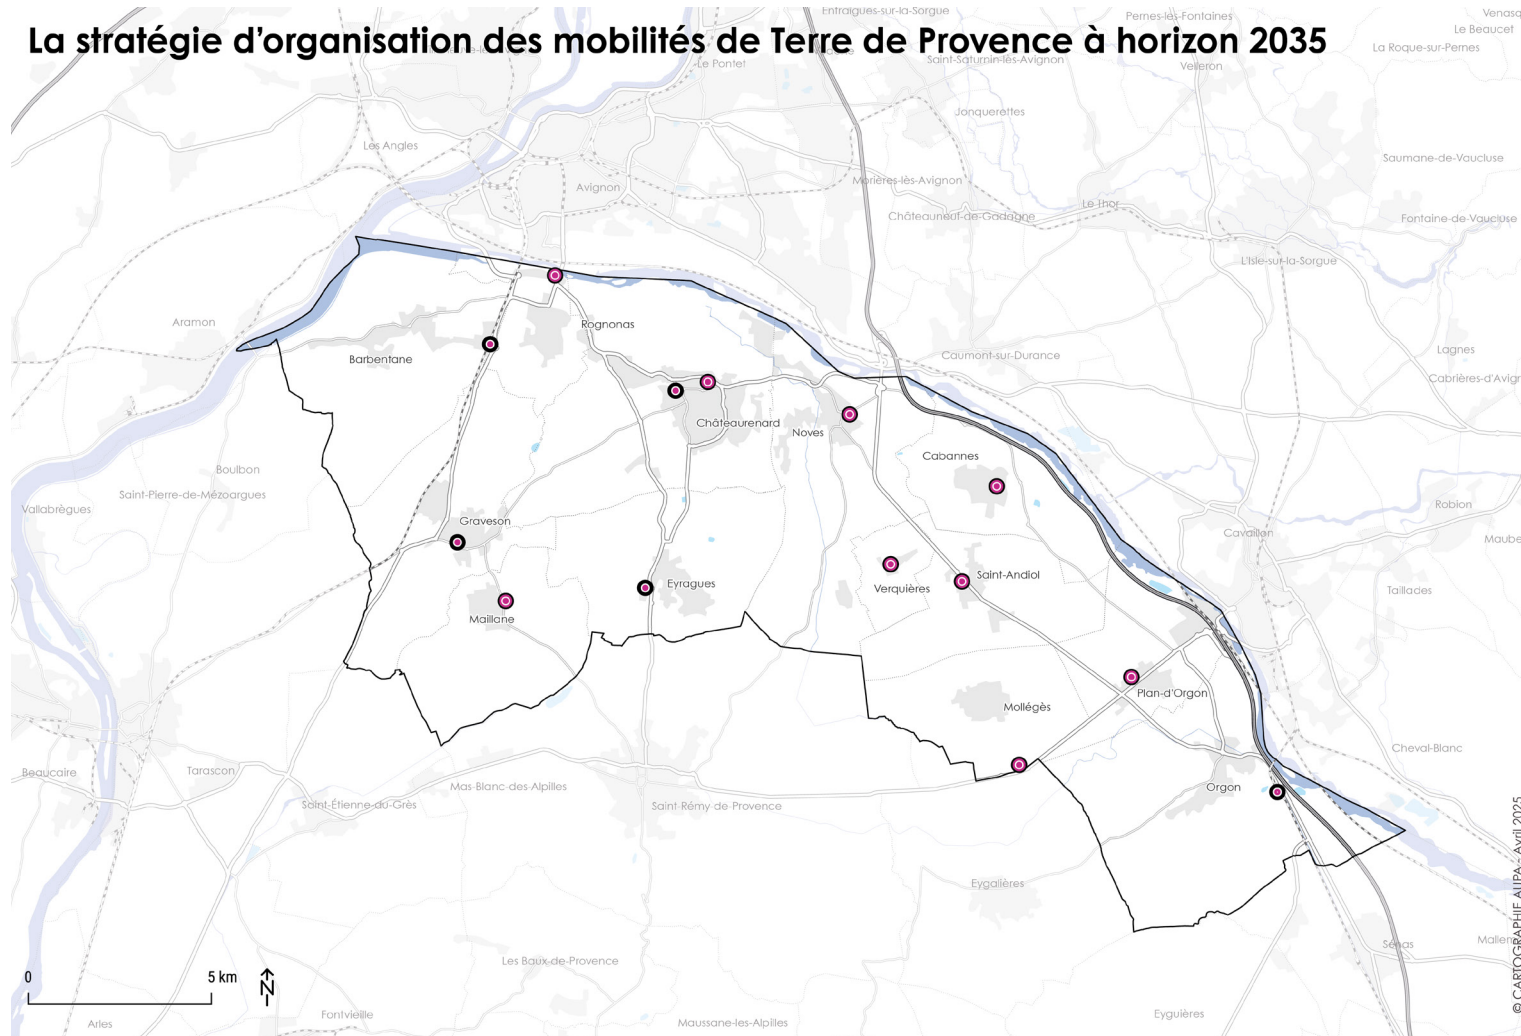 Entraigues-sur-la-Sorgue
Pernes-les-Fontaines
Venasq
Le Beaucet
La stratégie d'organisation des mobilités de Terre de Provence à horizon 2035
La Roque-sur-Pernes
Le Pontet
Saint-Saturnin-lès-Avignon
Velleron
Jonquerettes
Les Angles
Saumane-de-Vaucluse
Avignon
Morières-lès-Avignon
Le Thor
Châteauneuf-de-Gadagne
Fontaine-de-Vaucluse
L'Isle-sur-la-Sorgue
Aramon
Rognonas
Barbentane
Caumont-sur-Durance
Lagnes
Cabrières-d'Avigr
Châteaurenard
Noves
Cabannes
Boulbon
Saint-Pierre-de-Mézoargues
Vallabrègues
Robion
Graveson
Cavaillon
Maube
Eyragues
Saint-Andiol
Verquières
Taillades
Maillane
Plan-d'Orgon
Mollégès
Cheval-Blanc
Beaucaire
Tarascon
Mas-Blanc-des-Alpilles
Orgon
Saint-Étienne-du-Grès
Saint-Rémy-de-Provence
Eygalières
Sénas
Mallem
Les Baux-de-Provence
0
5 km
N
Fontvieille
Arles
Maussane-les-Alpilles
Eyguières
© CARTOGRAPHIE AUPA - Avril 2025